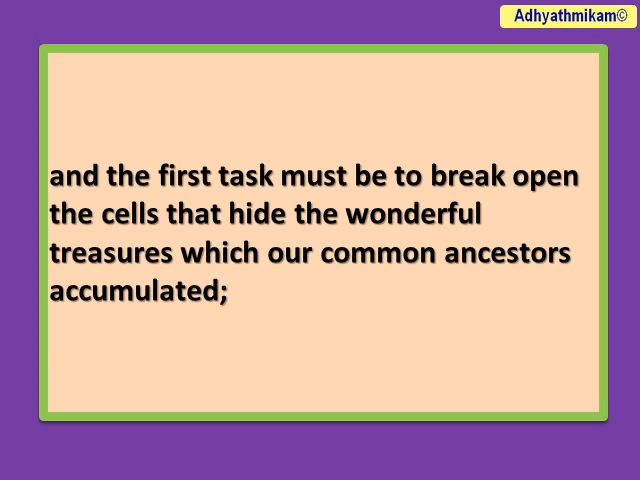 Adhyathmikam©
and the first task must be to break open
the cells that hide the wonderful
treasures which our common ancestors
accumulated;